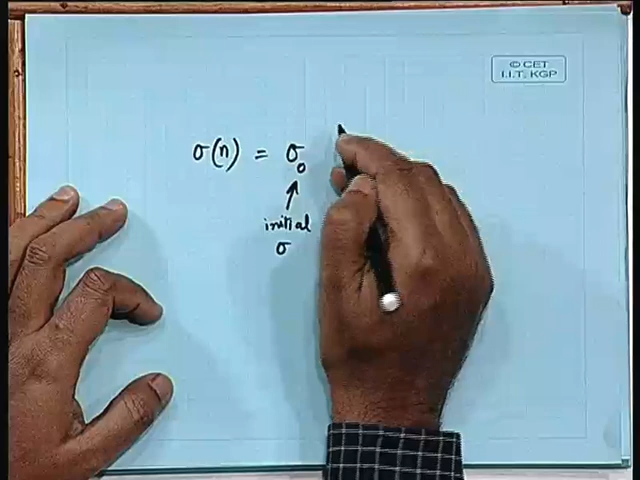 © CET
I.I.T. KGP
σ(n) = σ₀
↑
initial
σ